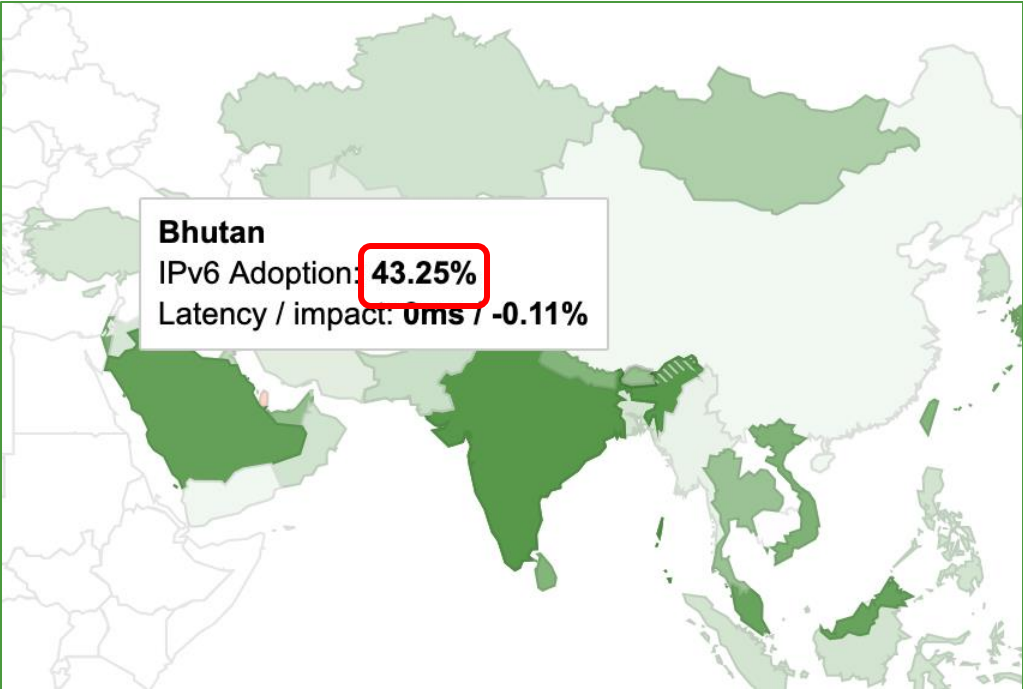 Bhutan
IPv6 Adoption: 43.25%
Latency / impact: 0ms / -0.11%